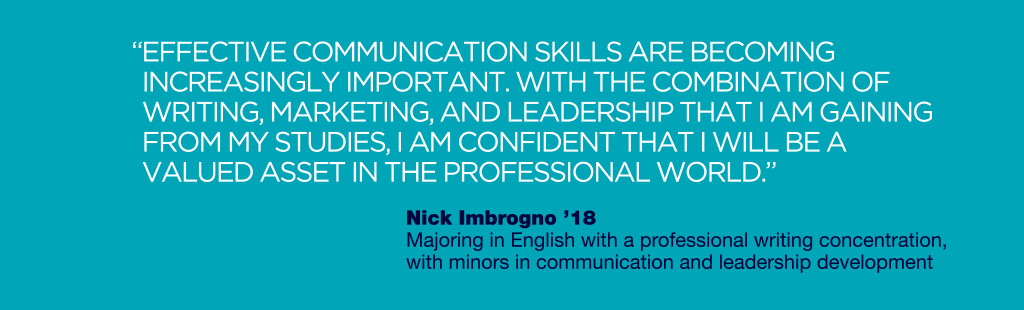 “EFFECTIVE COMMUNICATION SKILLS ARE BECOMING
INCREASINGLY IMPORTANT. WITH THE COMBINATION OF
WRITING, MARKETING, AND LEADERSHIP THAT I AM GAINING
FROM MY STUDIES, I AM CONFIDENT THAT I WILL BE A
VALUED ASSET IN THE PROFESSIONAL WORLD.”
Nick Imbrogno ’18
Majoring in English with a professional writing concentration,
with minors in communication and leadership development